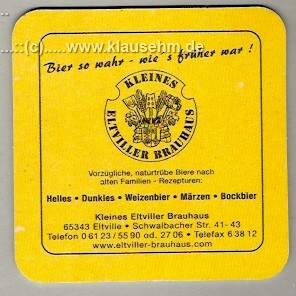 ...::(c).....www.klausehm.de
Bier so wahr - wie's früher war !
KLEINES
ELTVILLER BRAUHAUS
Vorzügliche, naturtrübe Biere nach
alten Familien - Rezepturen:
Helles • Dunkles • Weizenbier • Märzen • Bockbier
Kleines Eltviller Brauhaus
65343 Eltville • Schwalbacher Str. 41- 43
Telefon 0 61 23 / 55 90 od. 27 06 • Telefax 6 38 12
www.eltviller-brauhaus.com